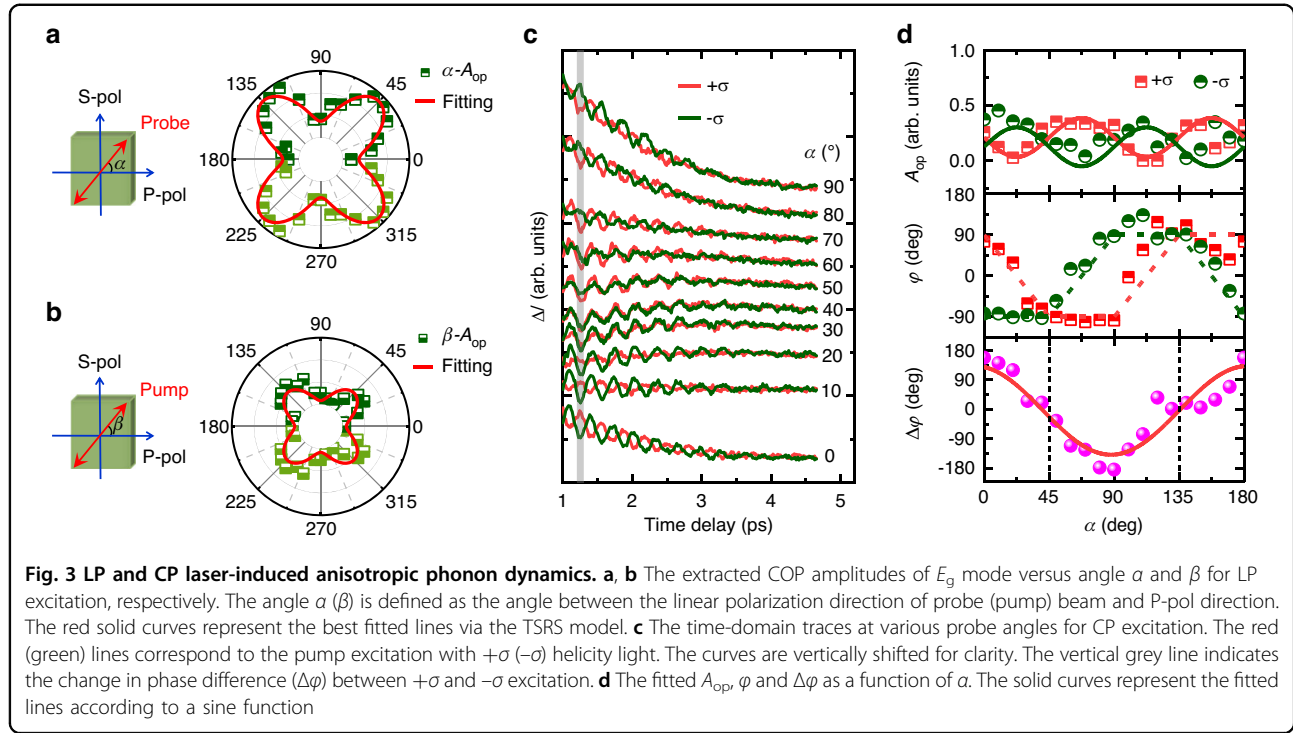 a
S-pol
Probe
α
P-pol
90
135
45
180
0
225
315
270
α-Aop
Fitting
b
S-pol
Pump
β
P-pol
90
135
45
180
0
225
315
270
β-Aop
Fitting
c
ΔI (arb. units)
+σ
-σ
α (°)
90
80
70
60
50
40
30
20
10
0
1 2 3 4 5
Time delay (ps)
d
Aop (arb. units)
1.0
0.5
0.0
+σ -σ
φ (deg)
180
90
0
-90
Δφ (deg)
180
90
0
-90
-180
0 45 90 135 180
α (deg)
Fig. 3 LP and CP laser-induced anisotropic phonon dynamics. a, b The extracted COP amplitudes of Eg mode versus angle α and β for LP
excitation, respectively. The angle α (β) is defined as the angle between the linear polarization direction of probe (pump) beam and P-pol direction.
The red solid curves represent the best fitted lines via the TSRS model. c The time-domain traces at various probe angles for CP excitation. The red
(green) lines correspond to the pump excitation with +σ (–σ) helicity light. The curves are vertically shifted for clarity. The vertical grey line indicates
the change in phase difference (Δφ) between +σ and –σ excitation. d The fitted Aop, φ and Δφ as a function of α. The solid curves represent the fitted
lines according to a sine function